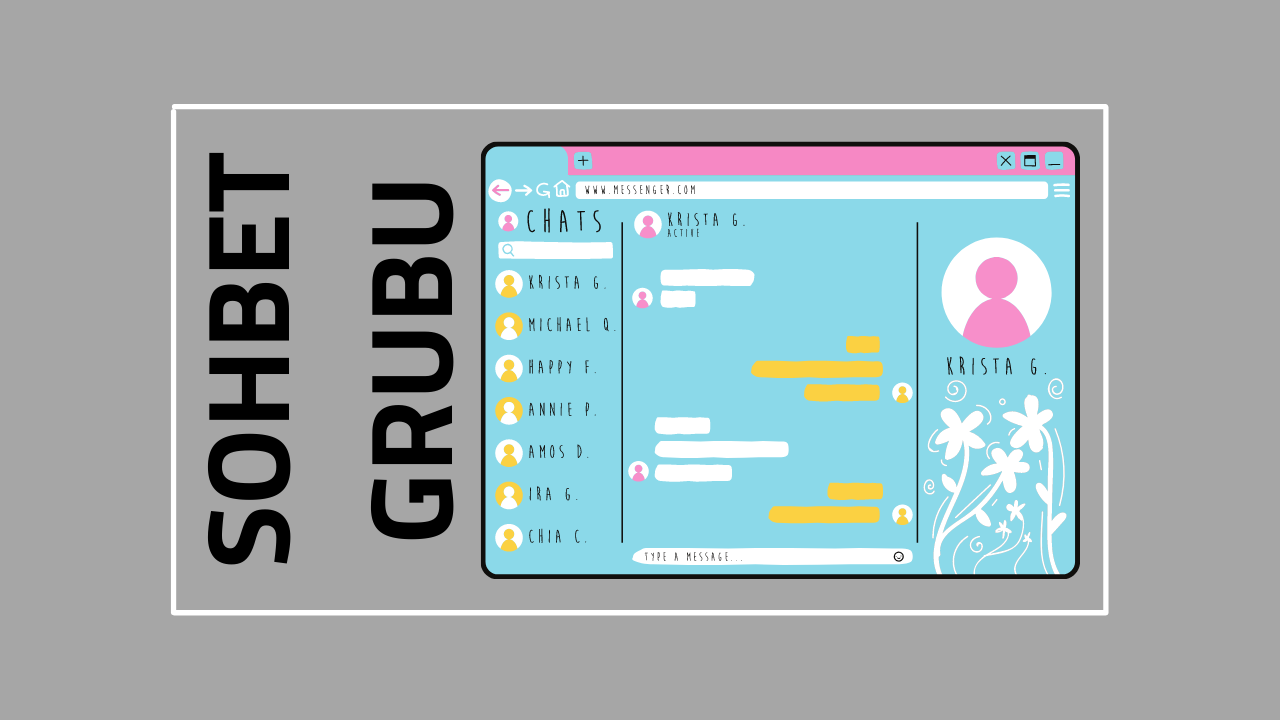 SOHBET
GRUBU
WWW.MESSENGER.COM
CHATS
KRISTA G.
MICHAEL Q.
HAPPY F.
ANNIE P.
AMOS D.
IRA G.
CHIA C.
KRISTA G.
ACTIVE
TYPE A MESSAGE...
KRISTA G.